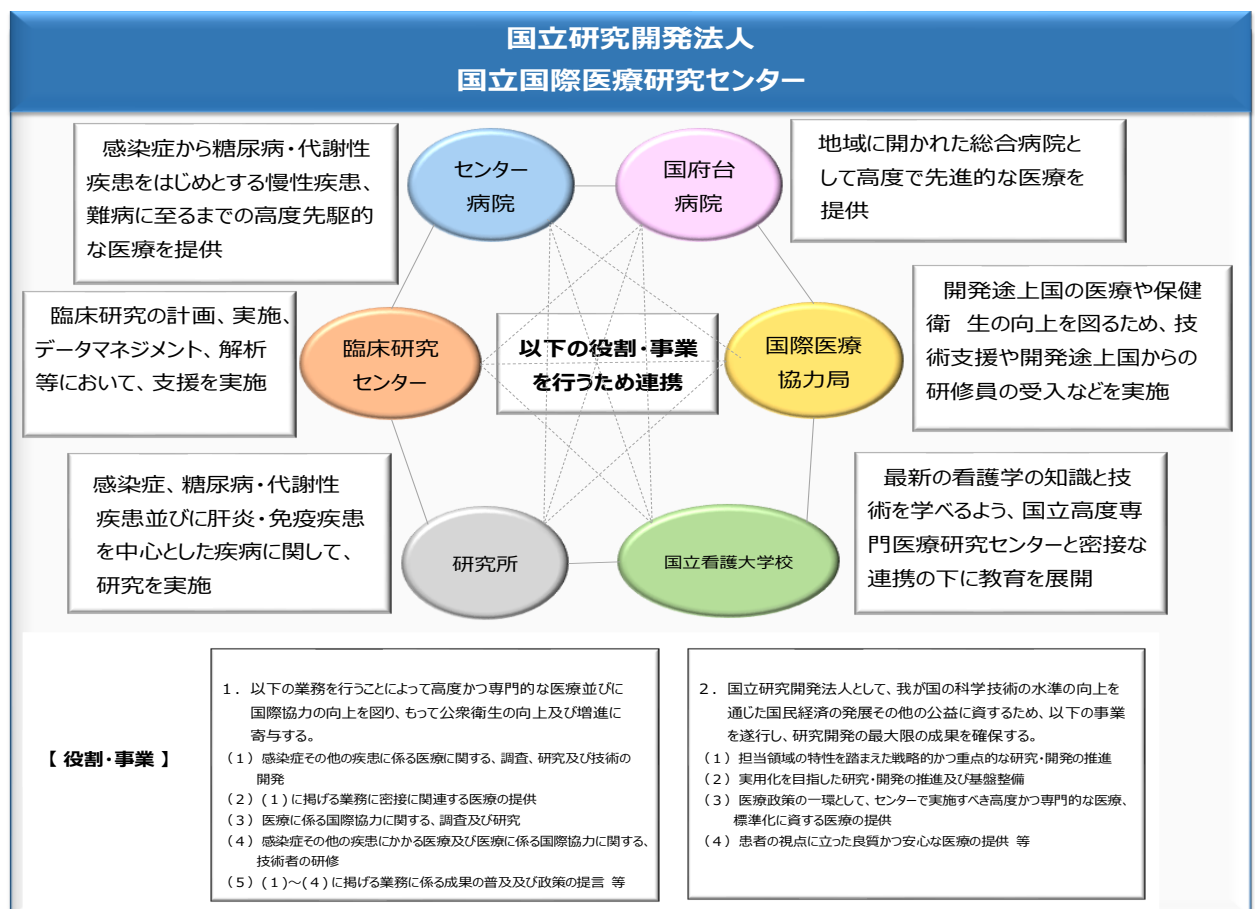 国立研究開発法人
国立国際医療研究センター
感染症から糖尿病・代謝性
疾患をはじめとする慢性疾患、
難病に至るまでの高度先駆的
な医療を提供
センター
病院
国府台
病院
地域に開かれた総合病院と
して高度で先進的な医療を
提供
臨床研究の計画、実施、
データマネジメント、解析
等において、支援を実施
臨床研究
センター
以下の役割・事業
を行うため連携
国際医療
協力局
開発途上国の医療や保健
衛　生の向上を図るため、技
術支援や開発途上国からの
研修員の受入などを実施
感染症、糖尿病・代謝性
疾患並びに肝炎・免疫疾患
を中心とした疾病に関して、
研究を実施
研究所
国立看護大学校
最新の看護学の知識と技
術を学べるよう、国立高度専
門医療研究センターと密接な
連携の下に教育を展開
【 役割・事業 】
1． 以下の業務を行うことによって高度かつ専門的な医療並びに
国際協力の向上を図り、もって公衆衛生の向上及び増進に
寄与する。
（1）感染症その他の疾患に係る医療に関する、調査、研究及び技術の
開発
（2）(1)に掲げる業務に密接に関連する医療の提供
（3）医療に係る国際協力に関する、調査及び研究
（4）感染症その他の疾患にかかる医療及び医療に係る国際協力に関する、
技術者の研修
（5）(1)～(4)に掲げる業務に係る成果の普及及び政策の提言 等
2． 国立研究開発法人として、我が国の科学技術の水準の向上を
通じた国民経済の発展その他の公益に資するため、以下の事業
を遂行し、研究開発の最大限の成果を確保する。
（1）担当領域の特性を踏まえた戦略的かつ重点的な研究・開発の推進
（2）実用化を目指した研究・開発の推進及び基盤整備
（3）医療政策の一環として、センターで実施すべき高度かつ専門的な医療、
標準化に資する医療の提供
（4）患者の視点に立った良質かつ安心な医療の提供 等